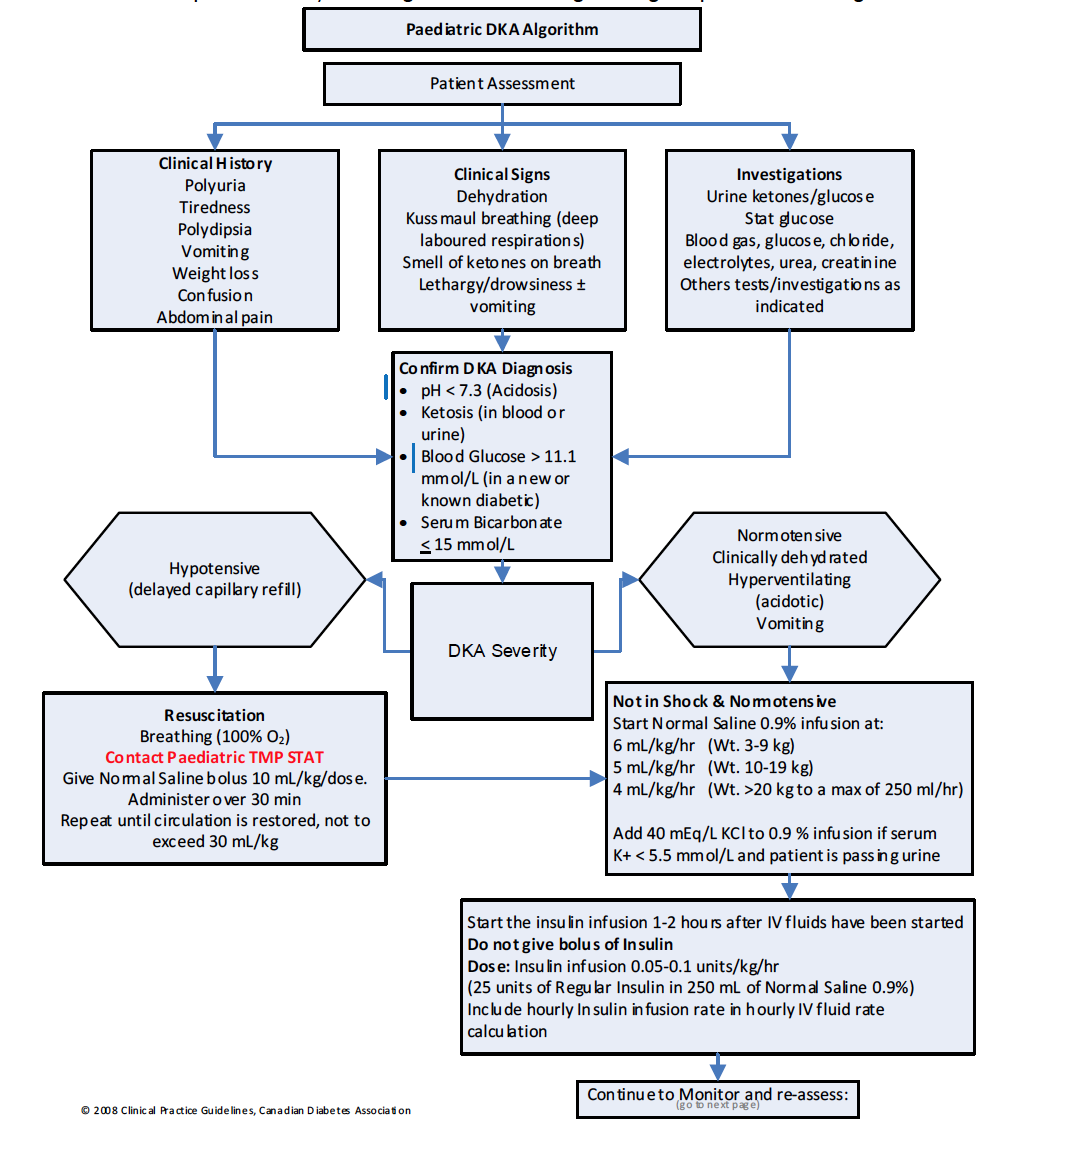 Paediatric DKA Algorithm
Patient Assessment
Clinical History
Polyuria
Tiredness
Polydipsia
Vomiting
Weight loss
Confusion
Abdominal pain
Clinical Signs
Dehydration
Kussmaul breathing (deep
laboured respirations)
Smell of ketones on breath
Lethargy/drowsiness ±
vomiting
Investigations
Urine ketones/glucose
Stat glucose
Blood gas, glucose, chloride,
electrolytes, urea, creatinine
Others tests/investigations as
indicated
Confirm DKA Diagnosis
• pH < 7.3 (Acidosis)
• Ketosis (in blood or
urine)
• Blood Glucose > 11.1
mmol/L (in a new or
known diabetic)
• Serum Bicarbonate
≤ 15 mmol/L
Hypotensive
(delayed capillary refill)
DKA Severity
Normotensive
Clinically dehydrated
Hyperventilating
(acidotic)
Vomiting
Resuscitation
Breathing (100% O₂)
Contact Paediatric TMP STAT
Give Normal Saline bolus 10 mL/kg/dose.
Administer over 30 min
Repeat until circulation is restored, not to
exceed 30 mL/kg
Not in Shock & Normotensive
Start Normal Saline 0.9% infusion at:
6 mL/kg/hr (Wt. 3-9 kg)
5 mL/kg/hr (Wt. 10-19 kg)
4 mL/kg/hr (Wt. >20 kg to a max of 250 ml/hr)
Add 40 mEq/L KCl to 0.9 % infusion if serum
K+ < 5.5 mmol/L and patient is passing urine
Start the insulin infusion 1-2 hours after IV fluids have been started
Do not give bolus of Insulin
Dose: Insulin infusion 0.05-0.1 units/kg/hr
(25 units of Regular Insulin in 250 mL of Normal Saline 0.9%)
Include hourly Insulin infusion rate in hourly IV fluid rate
calculation
Continue to Monitor and re-assess:
(go to next page)
© 2008 Clinical Practice Guidelines, Canadian Diabetes Association